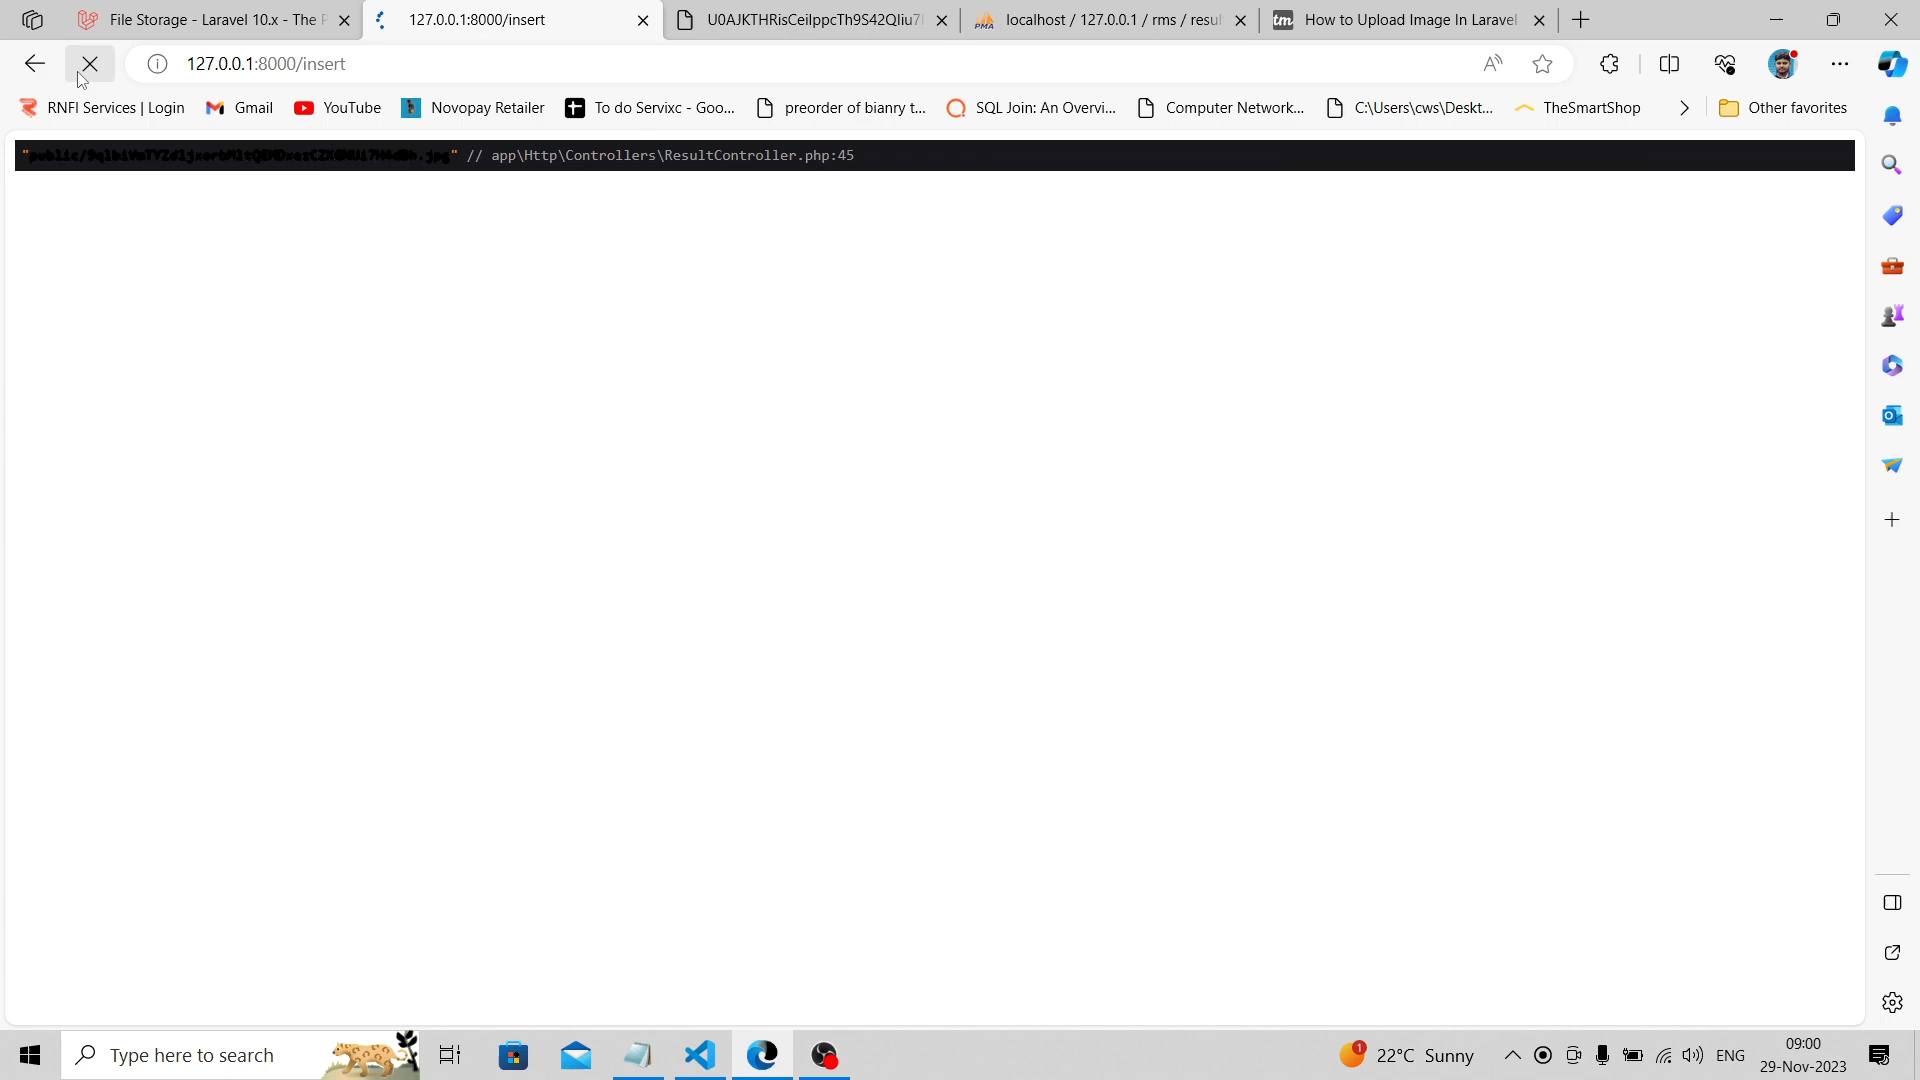 File Storage - Laravel 10.x - The P
127.0.0.1:8000/insert
U0AJKTHRisCeilppcTh9S42Qliu7
localhost / 127.0.0.1 / rms / resul
How to Upload Image In Laravel
127.0.0.1:8000/insert
RNFI Services | Login
Gmail
YouTube
Novopay Retailer
To do Servixc - Goo...
preorder of bianry t...
SQL Join: An Overvi...
Computer Network...
C:\Users\cws\Deskt...
TheSmartShop
Other favorites
// app\Http\Controllers\ResultController.php:45
Type here to search
1
22°C Sunny
ENG
09:00
29-Nov-2023